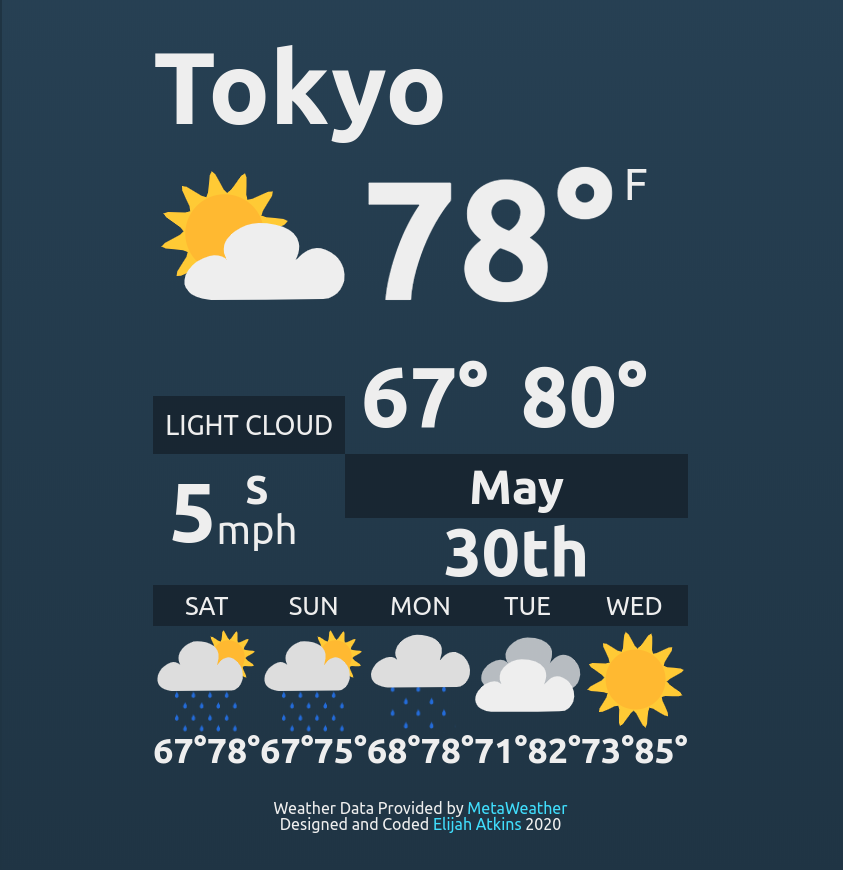 Tokyo
78° F
67° 80°
LIGHT CLOUD
5 S mph
May
30th
SAT SUN MON TUE WED
67°78°67°75°68°78°71°82°73°85°
Weather Data Provided by MetaWeather
Designed and Coded Elijah Atkins 2020